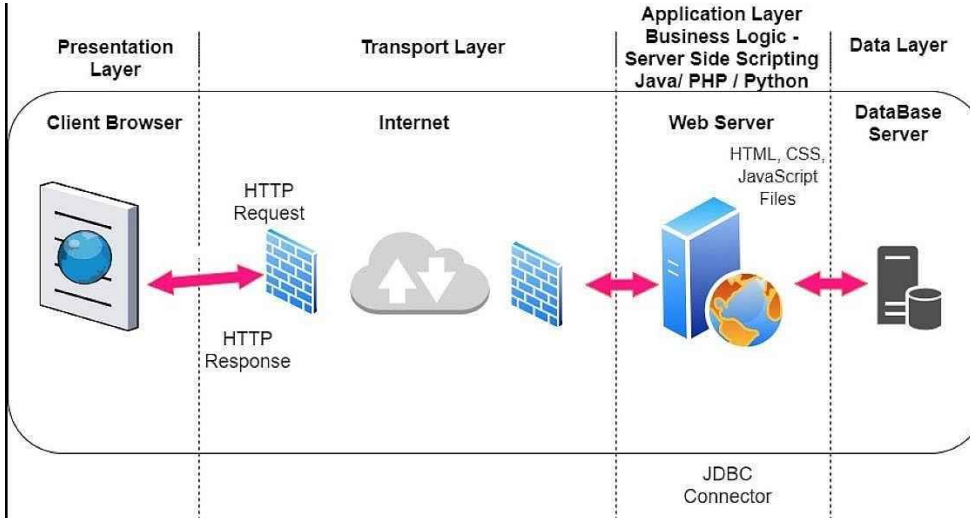 Presentation
Layer
Transport Layer
Application Layer
Business Logic -
Server Side Scripting
Java/ PHP / Python
Data Layer
Client Browser
Internet
Web Server
DataBase
Server
HTML, CSS,
JavaScript
Files
HTTP
Request
HTTP
Response
JDBC
Connector